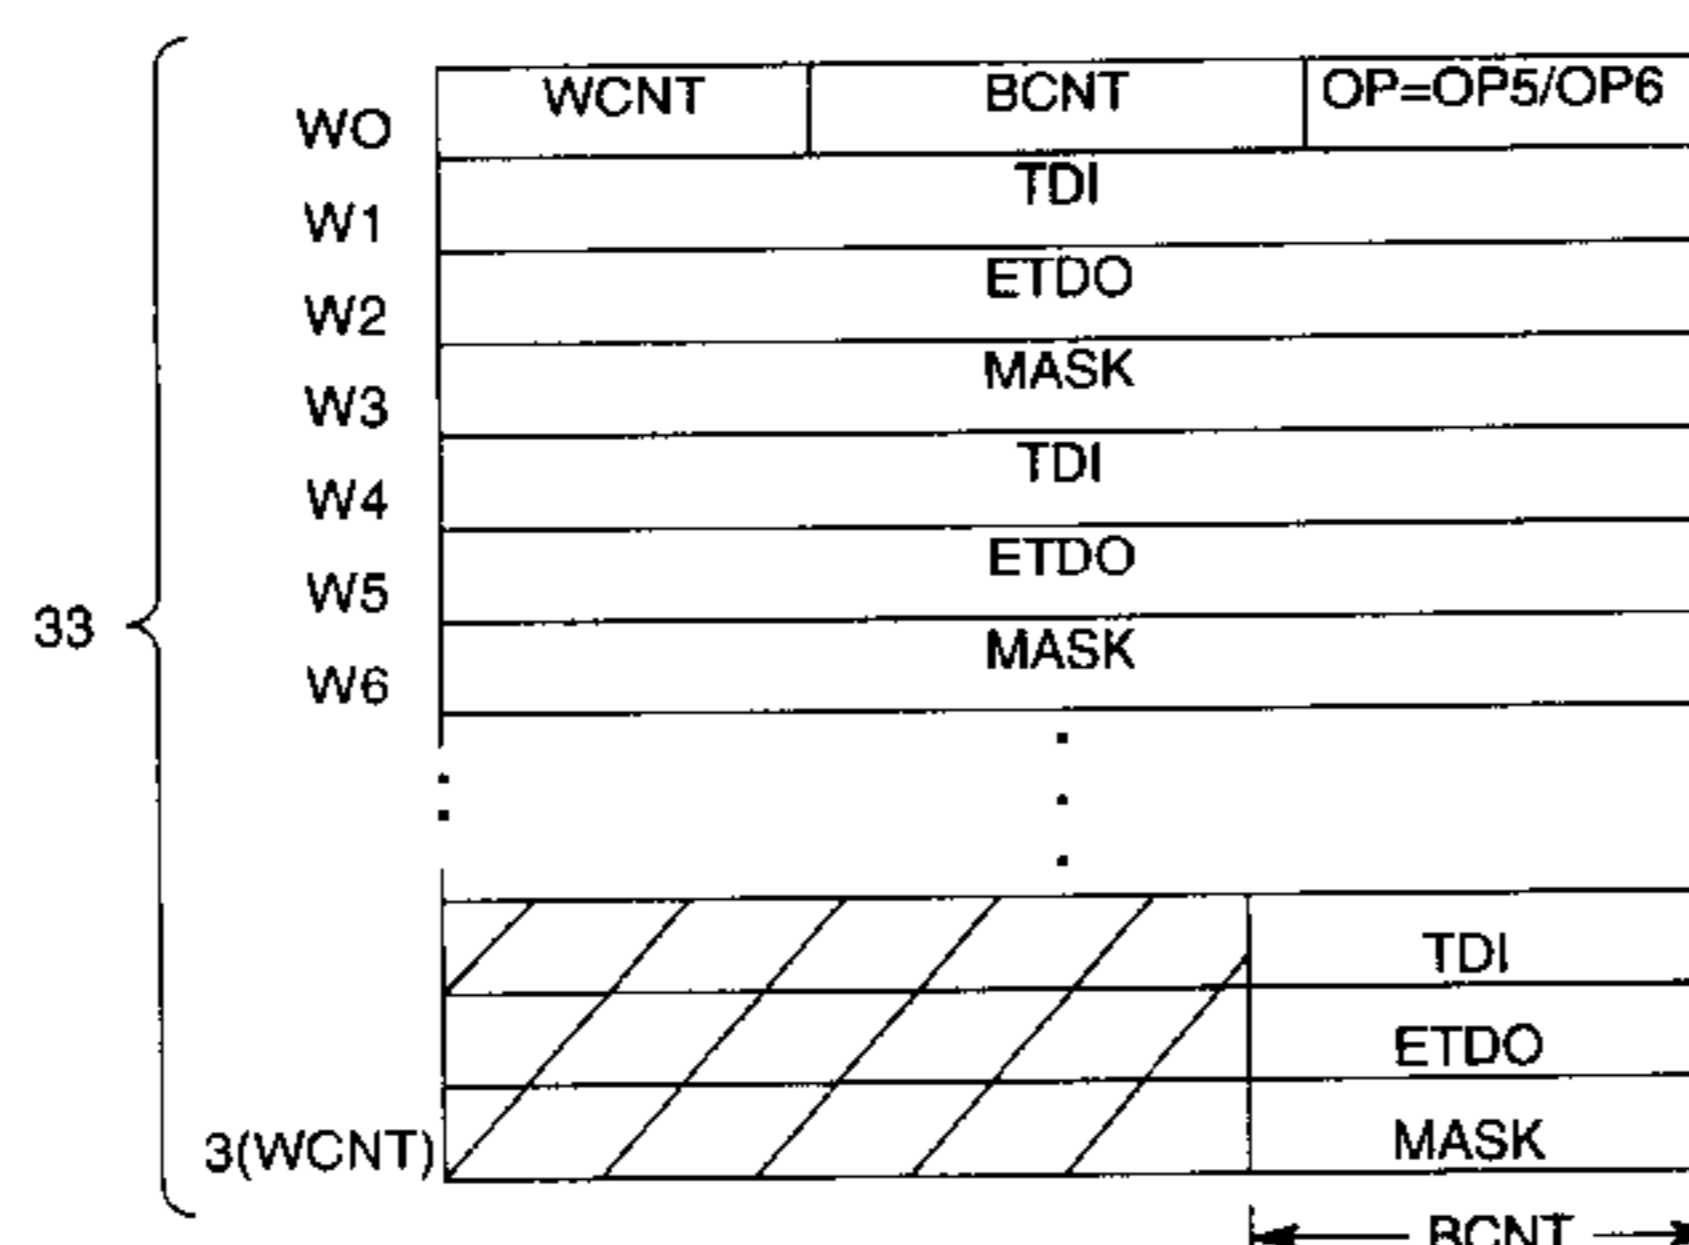 WO WCNT BCNT OP=OP5/OP6
W1 TDI
W2 ETDO
W3 MASK
W4 TDI
W5 ETDO
W6 MASK
33
TDI
ETDO
3(WCNT) MASK
BCNT